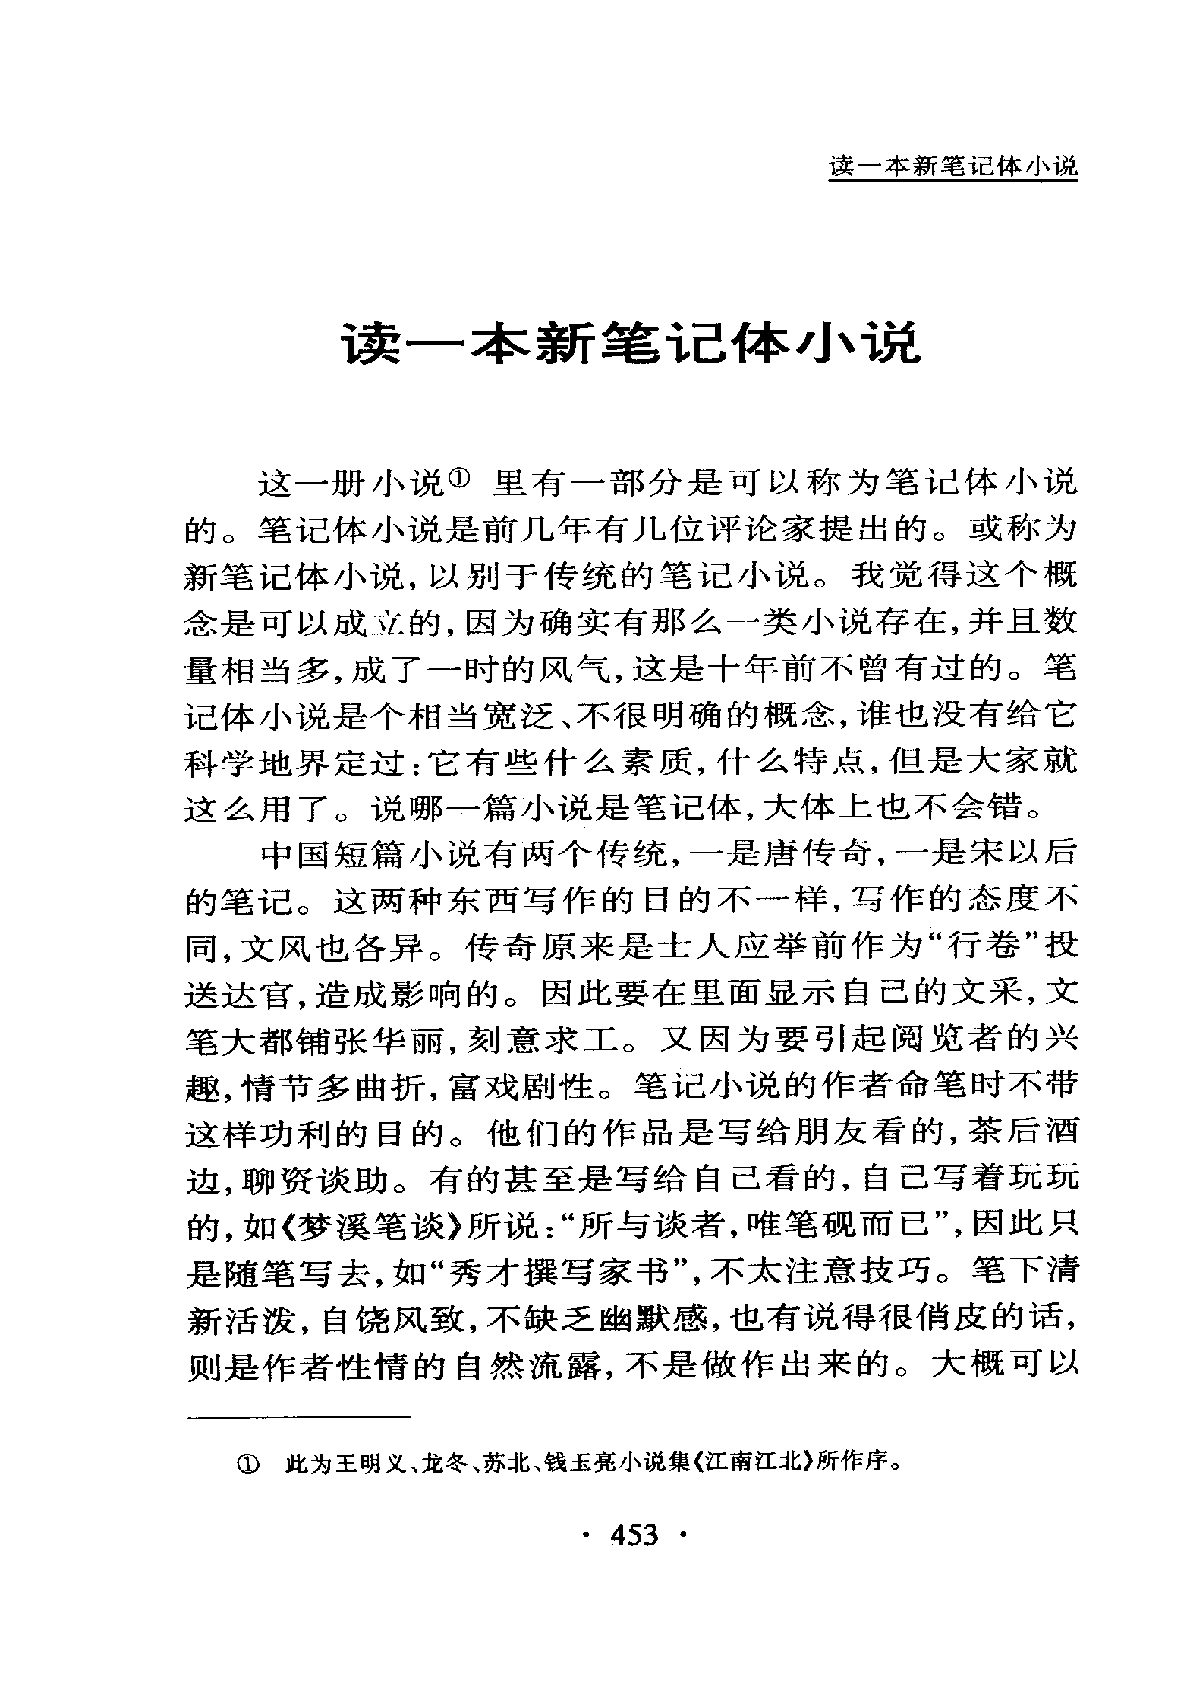 读一本新笔记体小说
读一本新笔记体小说
这一册小说① 里有一部分是可以称为笔记体小说
的。笔记体小说是前几年有几位评论家提出的。或称为
新笔记体小说,以别于传统的笔记小说。我觉得这个概
念是可以成立的,因为确实有那么一类小说存在,并且数
量相当多,成了一时的风气,这是十年前不曾有过的。笔
记体小说是个相当宽泛、不很明确的概念,谁也没有给它
科学地界定过:它有些什么素质,什么特点,但是大家就
这么用了。说哪一篇小说是笔记体,大体上也不会错。
中国短篇小说有两个传统,一是唐传奇,一是宋以后
的笔记。这两种东西写作的目的不一样,写作的态度不
同,文风也各异。传奇原来是士人应举前作为“行卷”投
送达官,造成影响的。因此要在里面显示自己的文采,文
笔大都铺张华丽,刻意求工。又因为要引起阅览者的兴
趣,情节多曲折,富戏剧性。笔记小说的作者命笔时不带
这样功利的目的。他们的作品是写给朋友看的,茶后酒
边,聊资谈助。有的甚至是写给自己看的,自己写着玩玩
的,如《梦溪笔谈》所说:“所与谈者,唯笔砚而已”,因此只
是随笔写去,如“秀才撰写家书”,不太注意技巧。笔下清
新活泼,自饶风致,不缺乏幽默感,也有说得很俏皮的话,
则是作者性情的自然流露,不是做作出来的。大概可以
① 此为王明义、龙冬、苏北、钱玉亮小说集《江南江北》所作序。
· 453 ·